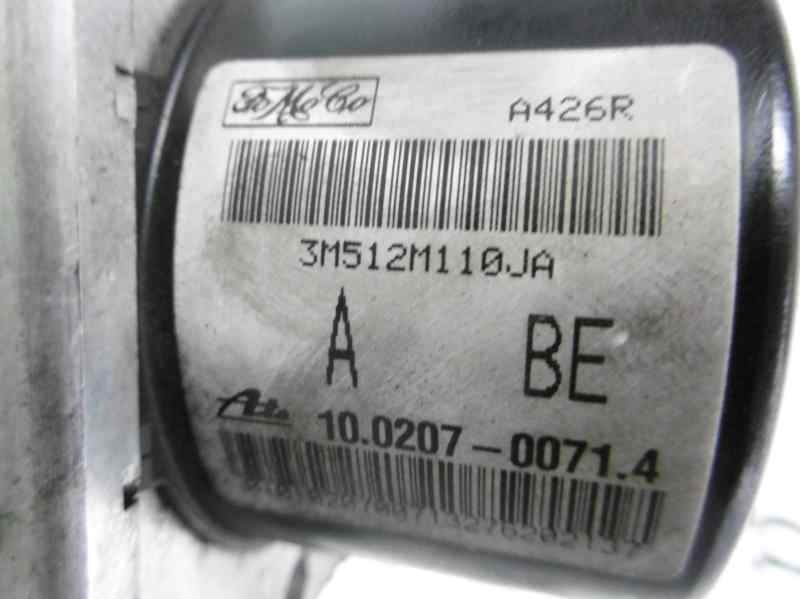 FoMoCo A426R
3M512M110JA
A BE
Ate 10.0207-0071.4